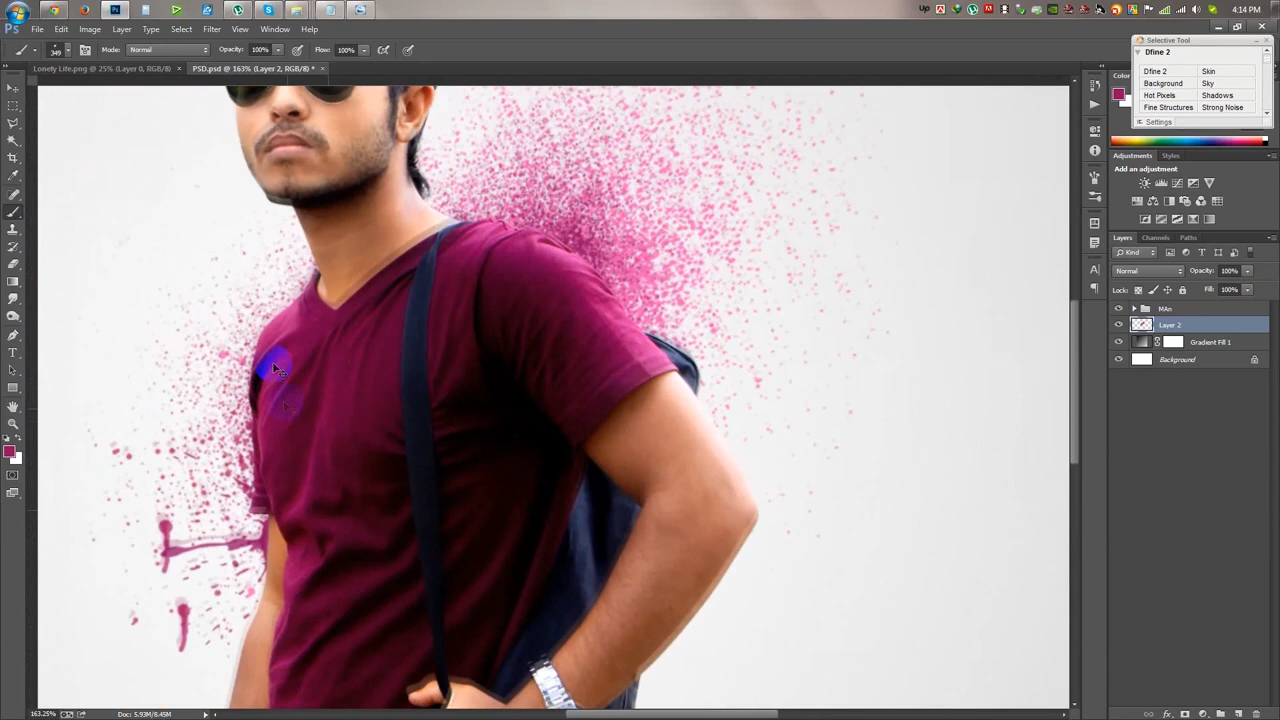 Up
4:14 PM
PS File Edit Image Layer Type Select Filter View Window Help
349 Mode: Normal Opacity: 100% Flow: 100%
Lonely Life.png @ 25% (Layer 0, RGB/8) × PSD.psd @ 163% (Layer 2, RGB/8) * ×
Selective Tool
Dfine 2
Dfine 2 Skin
Background Sky
Hot Pixels Shadows
Fine Structures Strong Noise
Settings
Color
Adjustments Styles
Add an adjustment
Layers Channels Paths
Kind
Normal Opacity: 100%
Lock: Fill: 100%
MAn
Layer 2
Gradient Fill 1
Background
163.25% Doc: 5.93M/8.45M